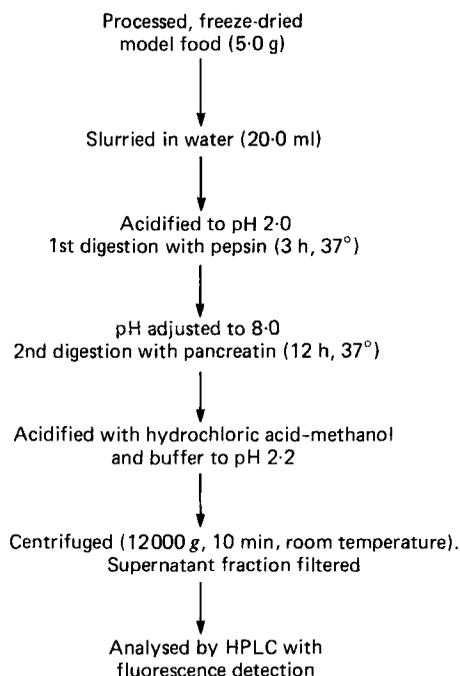 Processed, freeze-dried
model food (5·0 g)
Slurried in water (20·0 ml)
Acidified to pH 2·0
1st digestion with pepsin (3 h, 37°)
pH adjusted to 8·0
2nd digestion with pancreatin (12 h, 37°)
Acidified with hydrochloric acid-methanol
and buffer to pH 2·2
Centrifuged (12000 g, 10 min, room temperature).
Supernatant fraction filtered
Analysed by HPLC with
fluorescence detection